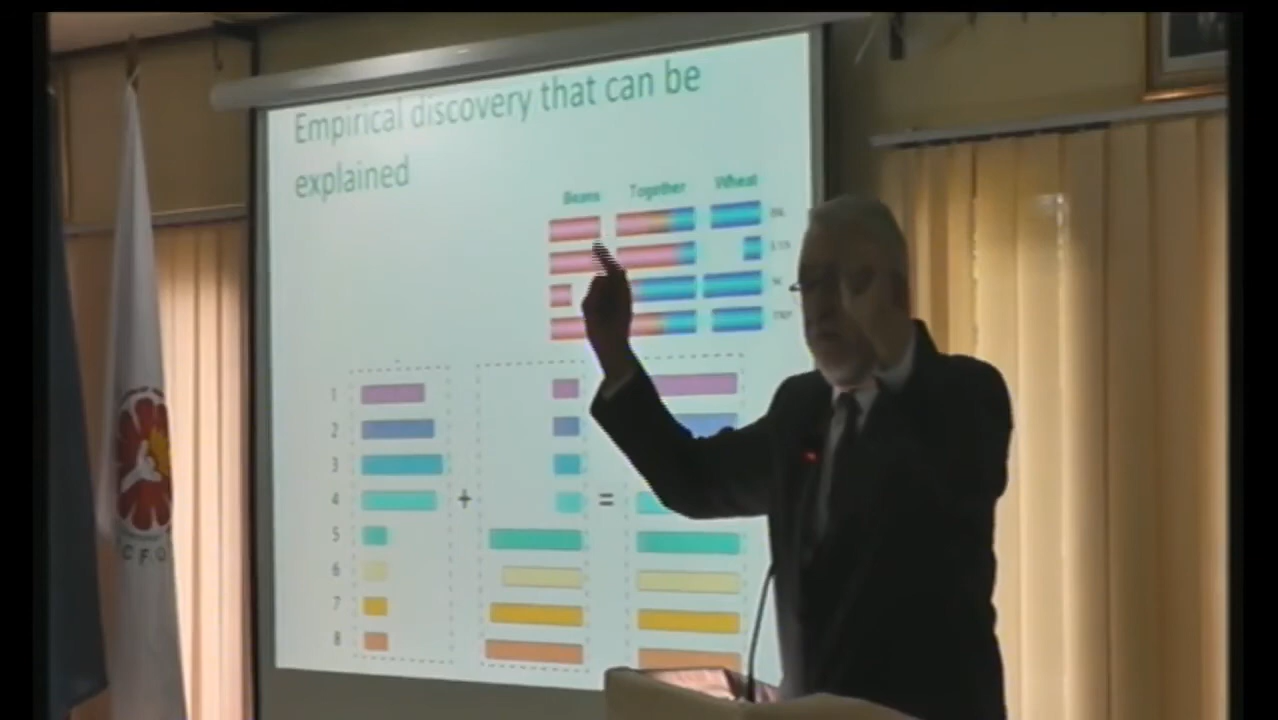 Empirical discovery that can be
explained
Beans Together Wheat
1
2
3
4 + =
5
6
7
8